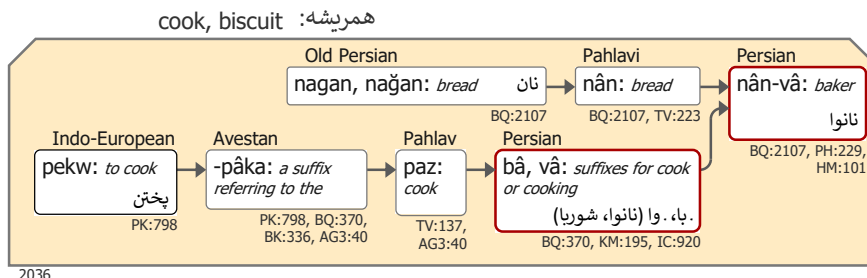 cook, biscuit همریشه:
Old Persian
nagan, nağan: bread نان
BQ:2107
Pahlavi
nân: bread
BQ:2107, TV:223
Persian
nân-vâ: baker
نانوا
BQ:2107, PH:229,
HM:101
Indo-European
pekw: to cook
پختن
PK:798
Avestan
-pâka: a suffix
referring to the
PK:798, BQ:370,
BK:336, AG3:40
Pahlav
paz:
cook
TV:137,
AG3:40
Persian
bâ, vâ: suffixes for cook
or cooking
.با، .وا (نانوا، شوربا)
BQ:370, KM:195, IC:920
2036